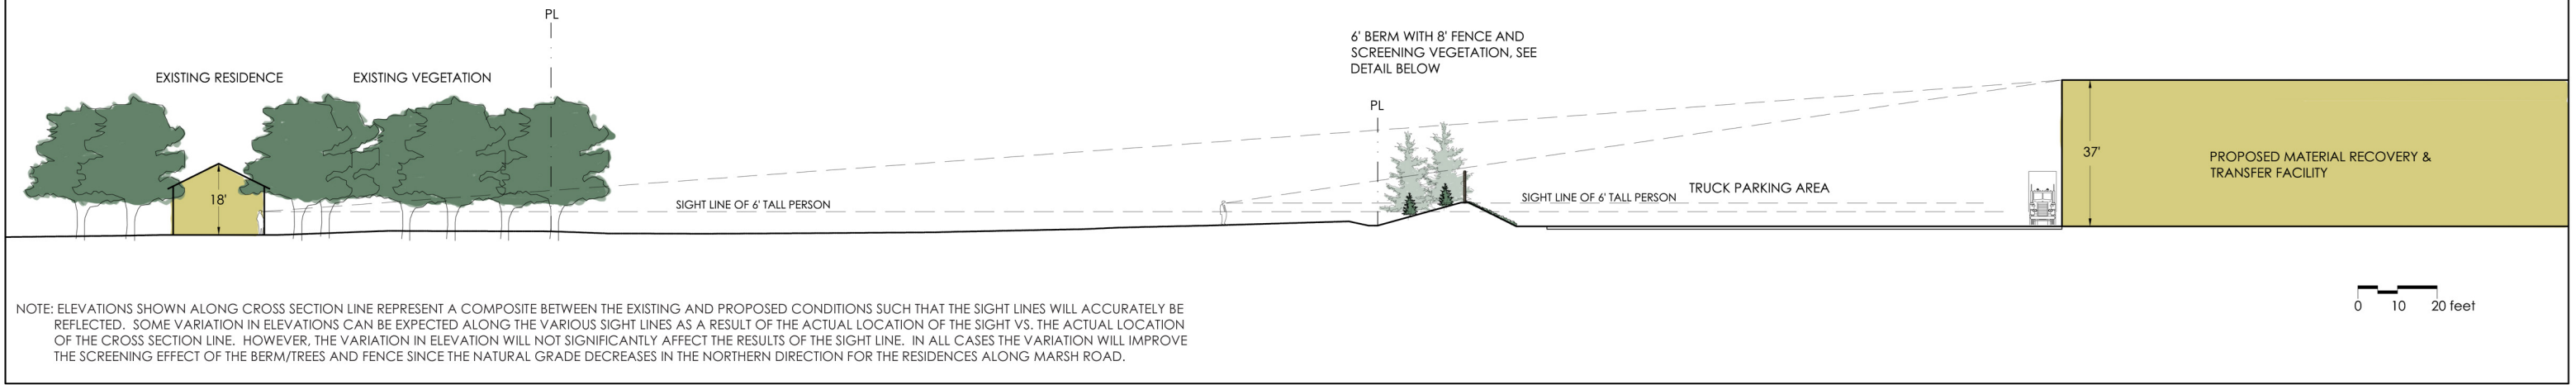 PL
6' BERM WITH 8' FENCE AND
SCREENING VEGETATION, SEE
DETAIL BELOW
EXISTING RESIDENCE
EXISTING VEGETATION
PL
37'
PROPOSED MATERIAL RECOVERY &
TRANSFER FACILITY
18'
SIGHT LINE OF 6' TALL PERSON
SIGHT LINE OF 6' TALL PERSON
TRUCK PARKING AREA
0 10 20 feet
NOTE: ELEVATIONS SHOWN ALONG CROSS SECTION LINE REPRESENT A COMPOSITE BETWEEN THE EXISTING AND PROPOSED CONDITIONS SUCH THAT THE SIGHT LINES WILL ACCURATELY BE
REFLECTED. SOME VARIATION IN ELEVATIONS CAN BE EXPECTED ALONG THE VARIOUS SIGHT LINES AS A RESULT OF THE ACTUAL LOCATION OF THE SIGHT VS. THE ACTUAL LOCATION
OF THE CROSS SECTION LINE. HOWEVER, THE VARIATION IN ELEVATION WILL NOT SIGNIFICANTLY AFFECT THE RESULTS OF THE SIGHT LINE. IN ALL CASES THE VARIATION WILL IMPROVE
THE SCREENING EFFECT OF THE BERM/TREES AND FENCE SINCE THE NATURAL GRADE DECREASES IN THE NORTHERN DIRECTION FOR THE RESIDENCES ALONG MARSH ROAD.